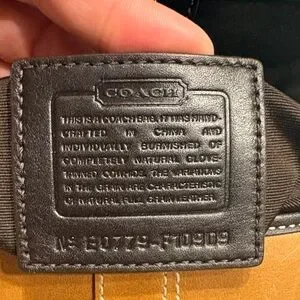 COACH
THIS IS A COACH BAG. IT WAS HAND-
CRAFTED IN CHINA AND
INDIVIDUALLY BURNISHED OF
COMPLETELY NATURAL GLOVE-
TANNED COWHIDE. THE VARIATIONS
IN THE GRAIN ARE CHARACTERISTIC
OF NATURAL FULL GRAIN LEATHER.
Nº B0779-F10909